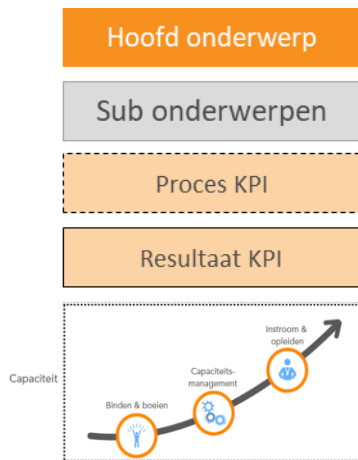 Hoofd onderwerp
Sub onderwerpen
Proces KPI
Resultaat KPI
Instroom &
opleiden
Capaciteits-
management
Capaciteit
Binden & boeien